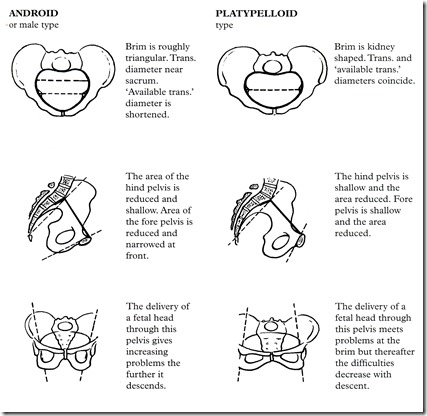 ANDROID
or male type
Brim is roughly
triangular. Trans.
diameter near
sacrum.
‘Available trans.’
diameter is
shortened.
The area of the
hind pelvis is
reduced and
shallow. Area of
the fore pelvis is
reduced and
narrowed at
front.
The delivery of
a fetal head
through this
pelvis gives
increasing
problems the
further it
descends.
PLATYPELLOID
type
Brim is kidney
shaped. Trans. and
‘available trans.’
diameters coincide.
The hind pelvis is
shallow and the
area reduced. Fore
pelvis is shallow
and the area
reduced.
The delivery of a
fetal head through
this pelvis meets
problems at the
brim but thereafter
the difficulties
decrease with
descent.